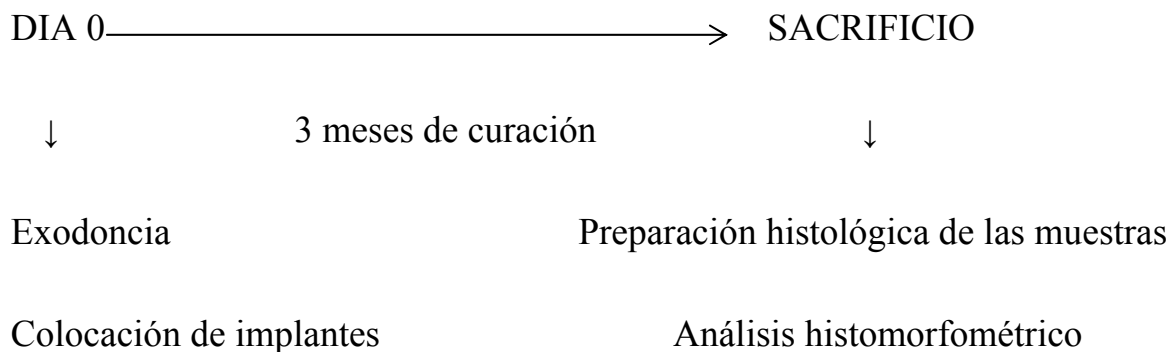 DIA 0 → SACRIFICIO
↓ 3 meses de curación ↓
Exodoncia Preparación histológica de las muestras
Colocación de implantes Análisis histomorfométrico